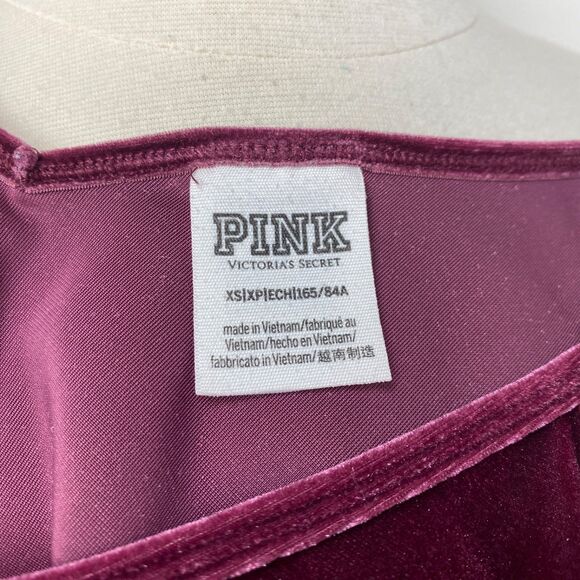 PINK
VICTORIA'S SECRET
XS|XP|ECH|165/84A
made in Vietnam/fabriqué au
Vietnam/hecho en Vietnam/
fabbricato in Vietnam/越南制造